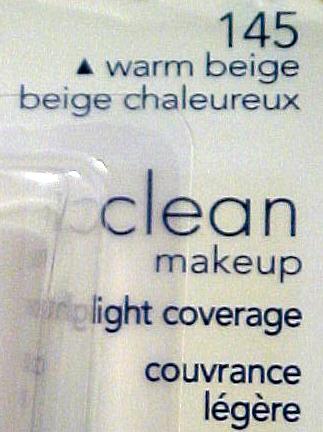 145
▲ warm beige
beige chaleureux
clean
makeup
light coverage
couvrance
légère